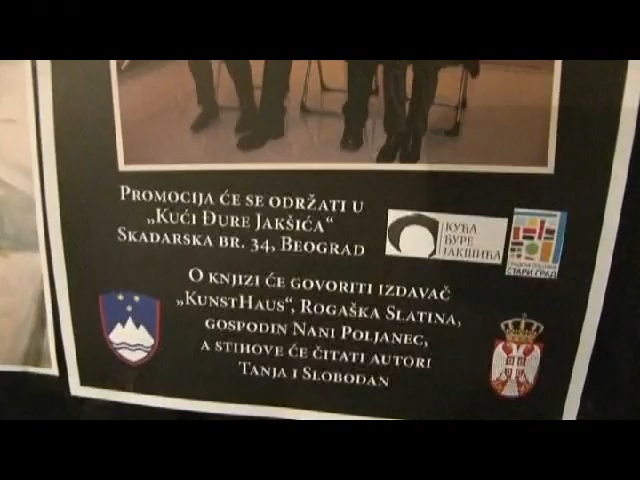 PROMOCIJA ĆE SE ODRŽATI U
„KUĆI ĐURE JAKŠIĆA“
SKADARSKA BR. 34, BEOGRAD
КУЋА
ЂУРЕ
ЈАКШИЋА
СТАРИ ГРАД
O KNJIZI ĆE GOVORITI IZDAVAČ
„KUNSTHAUS“, ROGAŠKA SLATINA,
GOSPODIN NANI POLJANEC,
A STIHOVE ĆE ČITATI AUTORI
TANJA I SLOBODAN